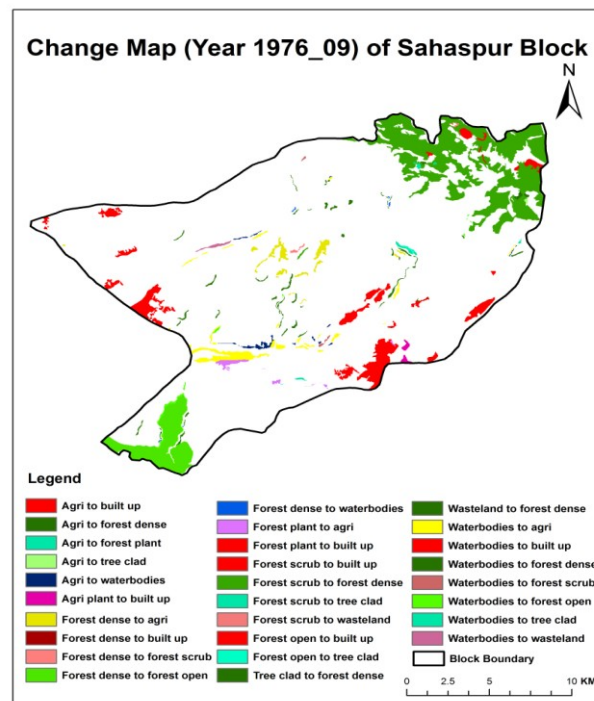 Change Map (Year 1976_09) of Sahaspur Block
N
Legend
Agri to built up
Agri to forest dense
Agri to forest plant
Agri to tree clad
Agri to waterbodies
Agri plant to built up
Forest dense to agri
Forest dense to built up
Forest dense to forest scrub
Forest dense to forest open
Forest dense to waterbodies
Forest plant to agri
Forest plant to built up
Forest scrub to built up
Forest scrub to forest dense
Forest scrub to tree clad
Forest scrub to wasteland
Forest open to built up
Forest open to tree clad
Tree clad to forest dense
Wasteland to forest dense
Waterbodies to agri
Waterbodies to built up
Waterbodies to forest dense
Waterbodies to forest scrub
Waterbodies to forest open
Waterbodies to tree clad
Waterbodies to wasteland
Block Boundary
0 2.5 5 10 KM